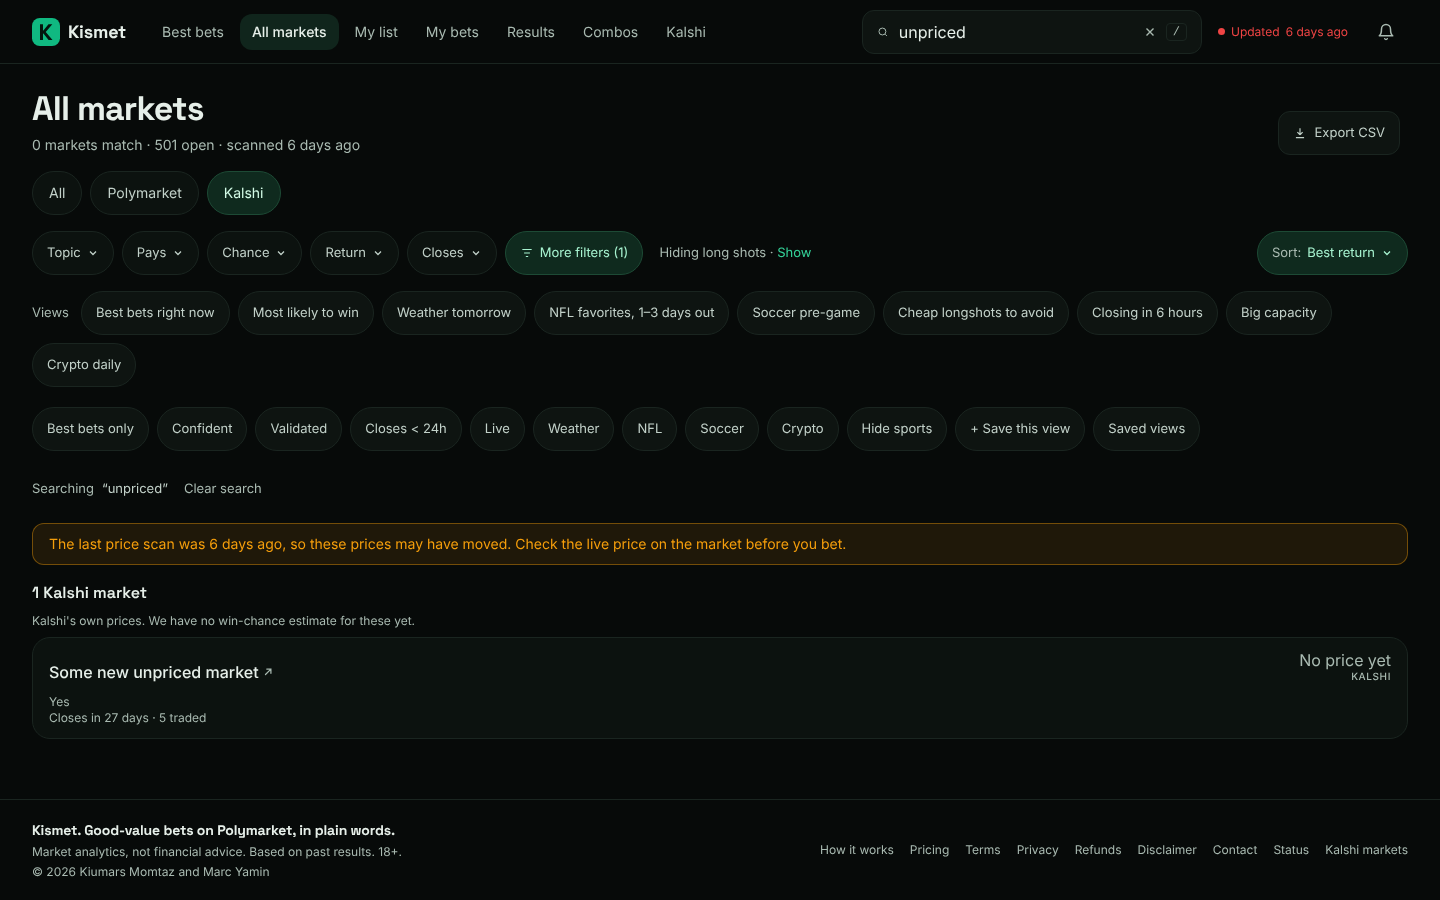 K Kismet Best bets All markets My list My bets Results Combos Kalshi unpriced / Updated 6 days ago
All markets
0 markets match · 501 open · scanned 6 days ago
Export CSV
All Polymarket Kalshi
Topic Pays Chance Return Closes More filters (1) Hiding long shots · Show Sort: Best return
Views Best bets right now Most likely to win Weather tomorrow NFL favorites, 1–3 days out Soccer pre-game Cheap longshots to avoid Closing in 6 hours Big capacity
Crypto daily
Best bets only Confident Validated Closes < 24h Live Weather NFL Soccer Crypto Hide sports + Save this view Saved views
Searching “unpriced” Clear search
The last price scan was 6 days ago, so these prices may have moved. Check the live price on the market before you bet.
1 Kalshi market
Kalshi's own prices. We have no win-chance estimate for these yet.
Some new unpriced market ↗ No price yet
KALSHI
Yes
Closes in 27 days · 5 traded
Kismet. Good-value bets on Polymarket, in plain words.
Market analytics, not financial advice. Based on past results. 18+.
© 2026 Kiumars Momtaz and Marc Yamin
How it works Pricing Terms Privacy Refunds Disclaimer Contact Status Kalshi markets